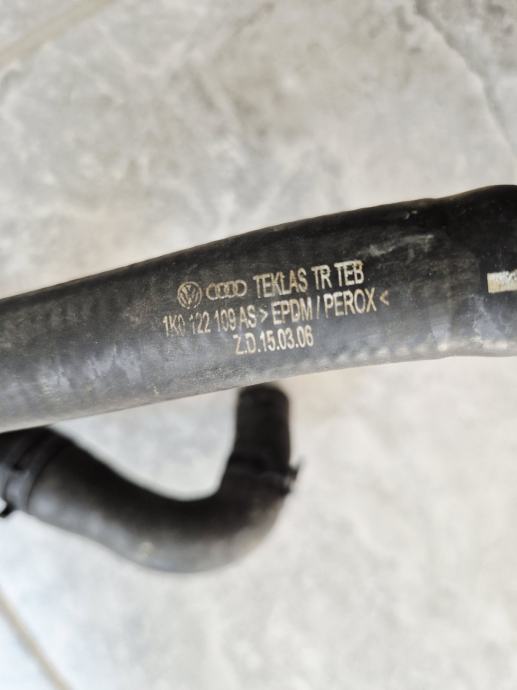 TEKLAS TR TEB
1K0 122 109 AS > EPDM / PEROX <
Z.D.15.03.06